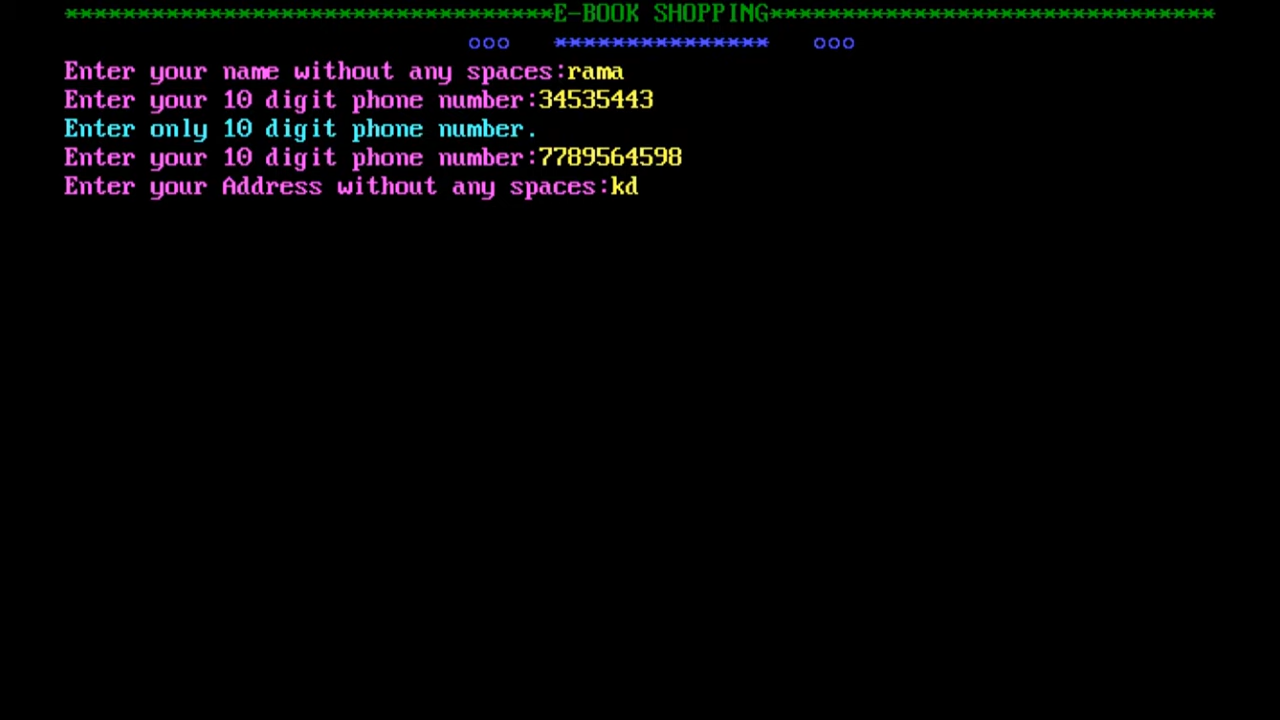 **********************************E-BOOK SHOPPING*******************************
ooo   ***************   ooo
Enter your name without any spaces:rama
Enter your 10 digit phone number:34535443
Enter only 10 digit phone number.
Enter your 10 digit phone number:7789564598
Enter your Address without any spaces:kd